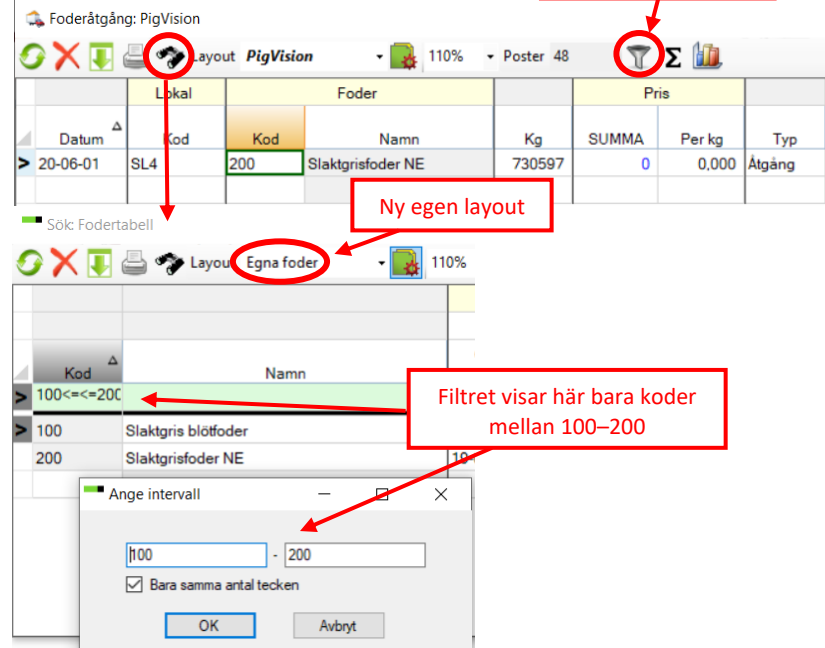 Foderåtgång: PigVision
Layout PigVision 110% Poster 48
Lokal Foder Pris
Datum Kod Kod Namn Kg SUMMA Per kg Typ
20-06-01 SL4 200 Slaktgrisfoder NE 730597 0 0,000 Åtgång
Ny egen layout
Sök: Fodertabell
Layou Egna foder 110%
Kod Namn
100<=<=200
Filtret visar här bara koder
mellan 100–200
100 Slaktgris blötfoder
200 Slaktgrisfoder NE
Ange intervall
100 - 200
Bara samma antal tecken
OK Avbryt